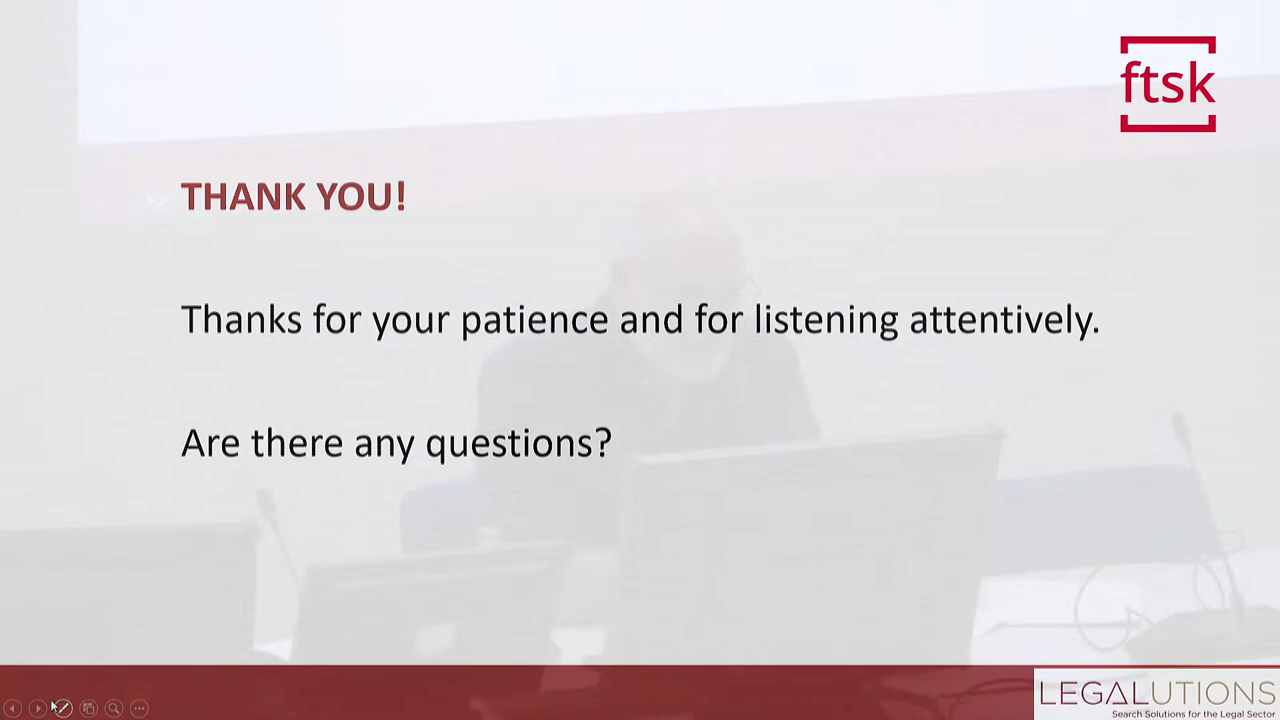 ftsk
THANK YOU!
Thanks for your patience and for listening attentively.
Are there any questions?
LEGALUTIONS
Search Solutions for the Legal Sector